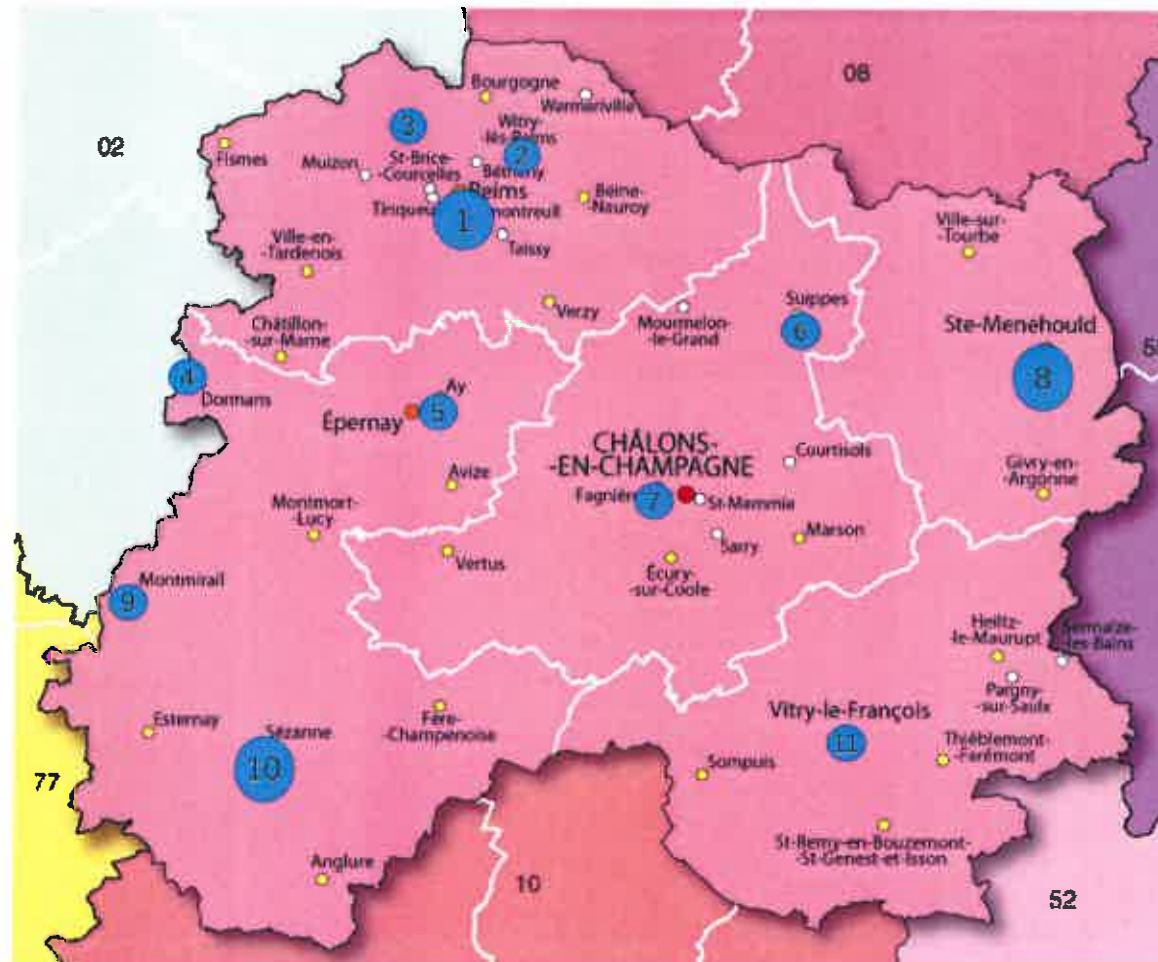 08
02
Bourgogne
Warmeriville
3
Witry-
-lès-Reims
2
Fismes
Muizon
St-Brice-
-Courcelles
Bétheny
Reims
Beine-
-Nauroy
1
Taissy
Ville-en-
-Tardenois
Ville-sur-
-Tourbe
Châtillon-
-sur-Marne
Verzy
Mourmelon-
-le-Grand
Suippes
6
Ste-Menehould
8
4
Dormans
Ay
5
Épernay
CHÂLONS-
-EN-CHAMPAGNE
Courtisols
Avize
7
St-Memmie
Givry-en-
-Argonne
Montmort-
-Lucy
Sarry
Marson
Vertus
Écury-
-sur-Coole
Montmirail
9
Heiltz-
-le-Maurupt
Sermaize-
-les-Bains
Pargny-
-sur-Saulx
Esternay
Sézanne
10
Fère-
-Champenoise
Vitry-le-François
11
Thiéblemont-
-Farémont
Sompuis
77
St-Remy-en-Bouzemont-
-St-Genest-et-Isson
Anglure
10
52